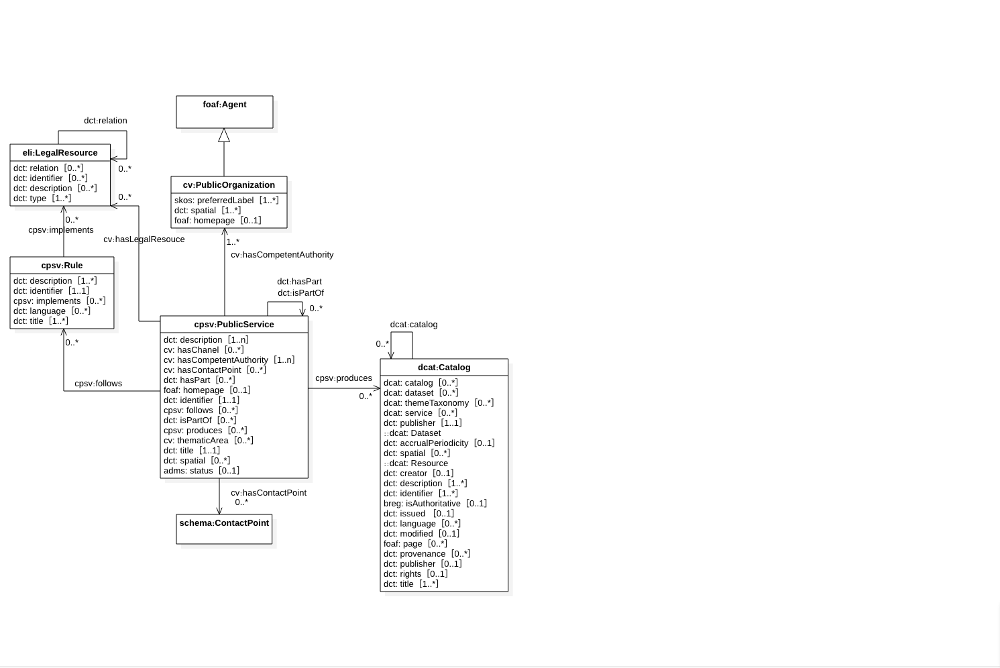 foaf:Agent
dct:relation
eli:LegalResource
dct: relation [0..*]
dct: identifier [0..*]
dct: description [0..*]
dct: type [1..*]
0..*
0..*
cv:PublicOrganization
skos: preferredLabel [1..*]
dct: spatial [1..*]
foaf: homepage [0..1]
0..*
cpsv:implements
cv:hasLegalResouce
1..*
cv:hasCompetentAuthority
cpsv:Rule
dct: description [1..*]
dct: identifier [1..1]
cpsv: implements [0..*]
dct: language [0..*]
dct: title [1..*]
0..*
cpsv:follows
dct:hasPart
dct:isPartOf
0..*
cpsv:PublicService
dct: description [1..n]
cv: hasChanel [0..*]
cv: hasCompetentAuthority [1..n]
cv: hasContactPoint [0..*]
dct: hasPart [0..*]
foaf: homepage [0..1]
dct: identifier [1..1]
cpsv: follows [0..*]
dct: isPartOf [0..*]
cpsv: produces [0..*]
cv: thematicArea [0..*]
dct: title [1..1]
dct: spatial [0..*]
adms: status [0..1]
cpsv:produces
0..*
dcat:catalog
0..*
dcat:Catalog
dcat: catalog [0..*]
dcat: dataset [0..*]
dcat: themeTaxonomy [0..*]
dcat: service [0..*]
dct: publisher [1..1]
::dcat: Dataset
dct: accrualPeriodicity [0..1]
dct: spatial [0..*]
::dcat: Resource
dct: creator [0..1]
dct: description [1..*]
dct: identifier [1..*]
breg: isAuthoritative [0..1]
dct: issued [0..1]
dct: language [0..*]
dct: modified [0..1]
foaf: page [0..*]
dct: provenance [0..*]
dct: publisher [0..1]
dct: rights [0..1]
dct: title [1..*]
cv:hasContactPoint
0..*
schema:ContactPoint